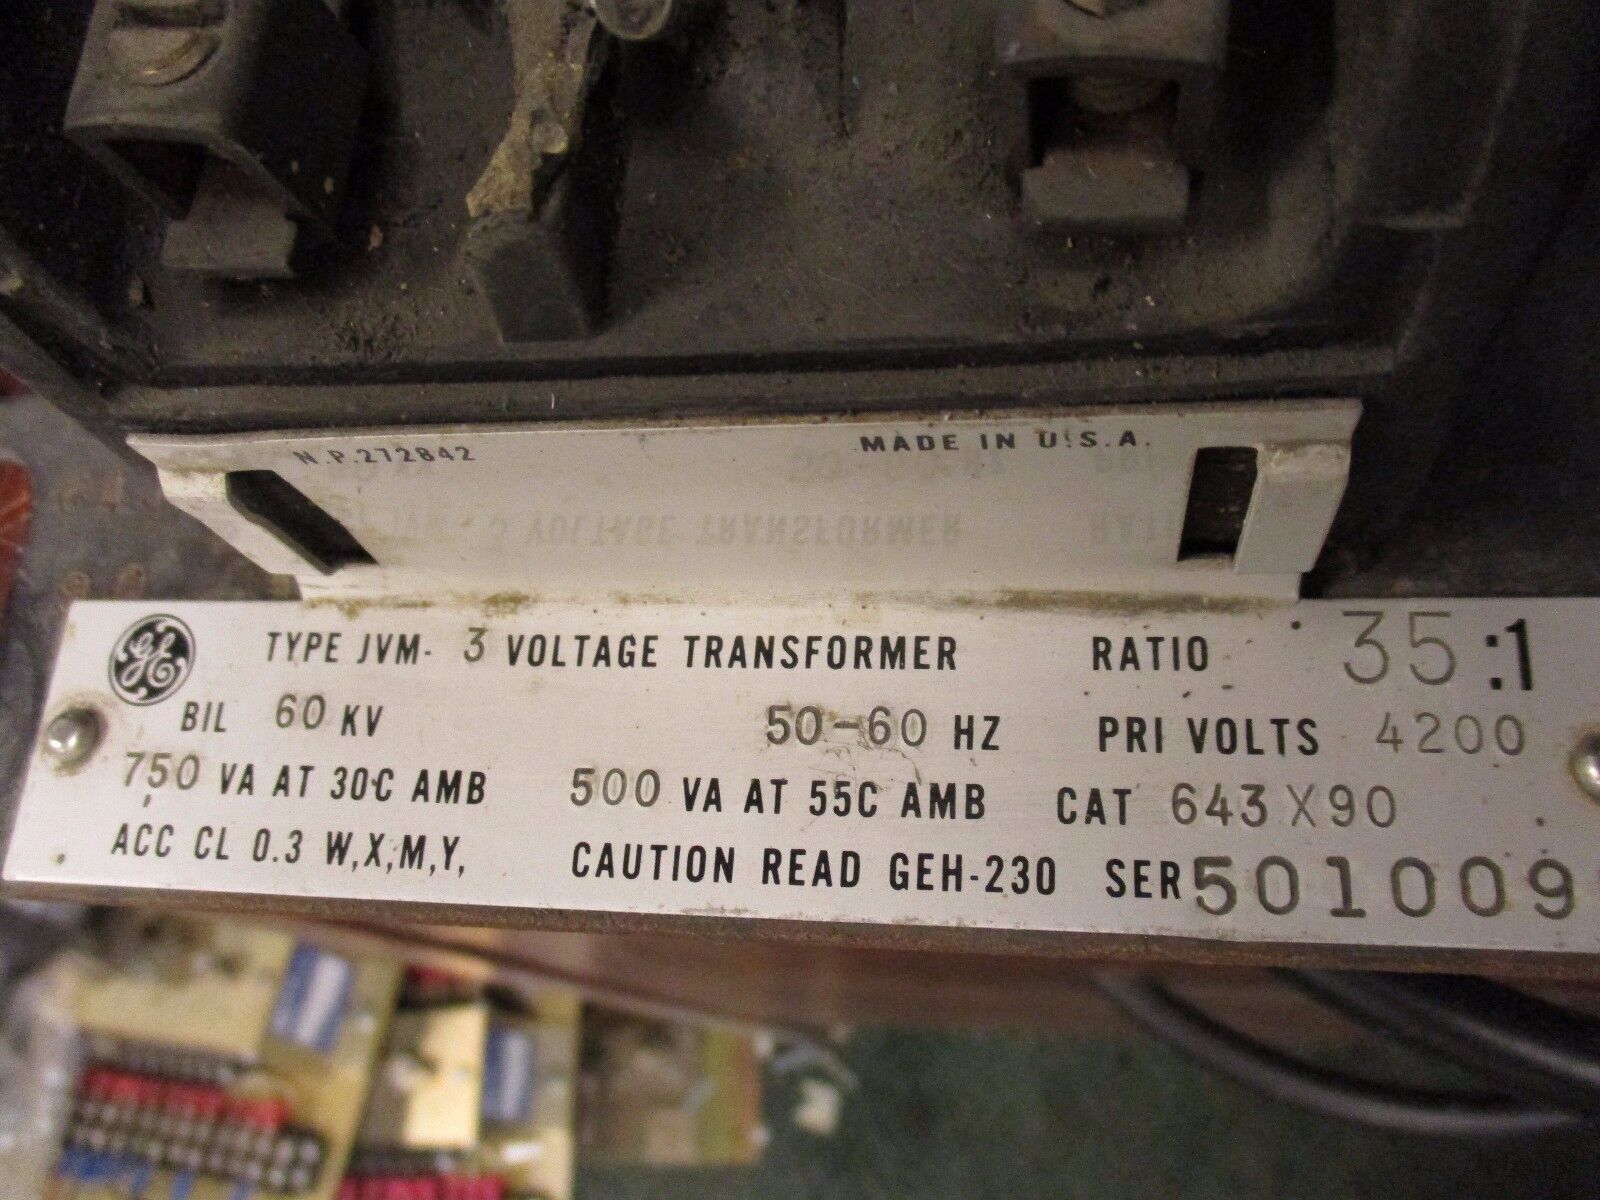 N.P.272842 MADE IN U.S.A.
GE TYPE JVM- 3 VOLTAGE TRANSFORMER RATIO 35:1
BIL 60 KV 50-60 HZ PRI VOLTS 4200
750 VA AT 30C AMB 500 VA AT 55C AMB CAT 643X90
ACC CL 0.3 W,X,M,Y, CAUTION READ GEH-230 SER 501009